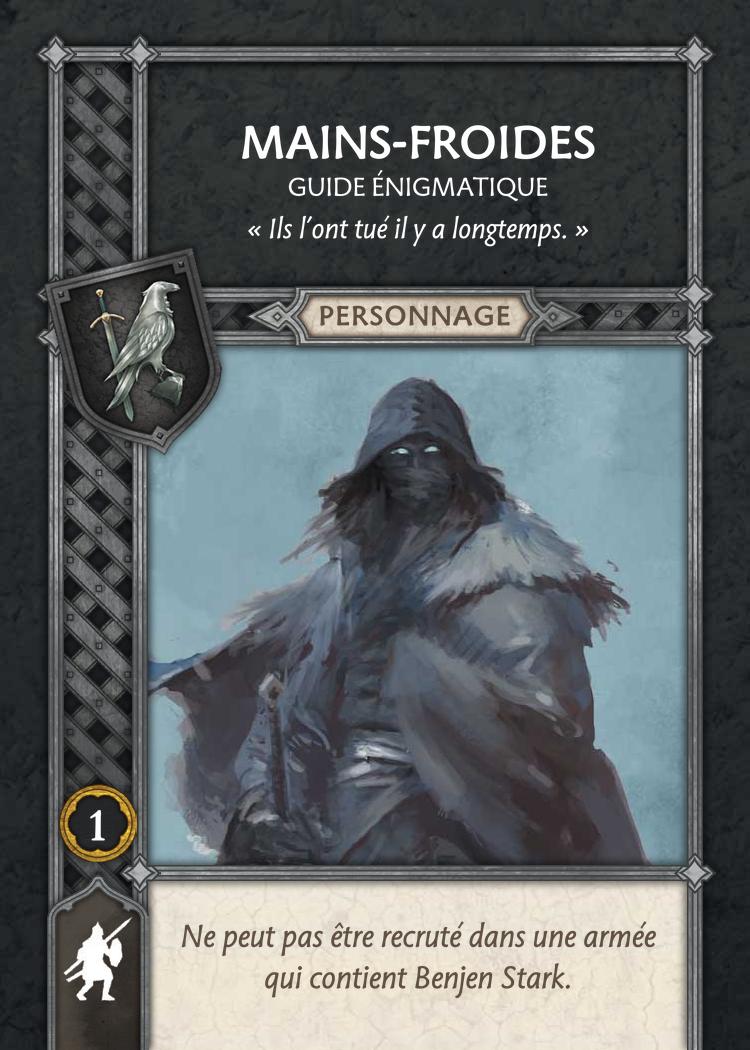 MAINS-FROIDES
GUIDE ÉNIGMATIQUE
« Ils l'ont tué il y a longtemps. »
PERSONNAGE
1
Ne peut pas être recruté dans une armée
qui contient Benjen Stark.